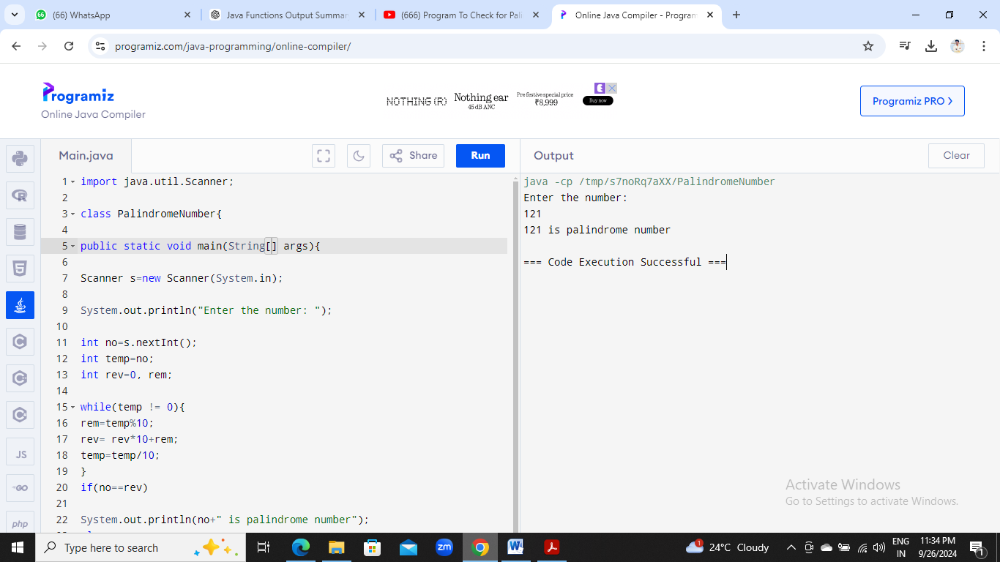 (66) WhatsApp
Java Functions Output Summar
(666) Program To Check for Pali
Online Java Compiler - Program
programiz.com/java-programming/online-compiler/
Programiz
Online Java Compiler
NOTHING (R)
Nothing ear
45 dB ANC
Pre festive special price
₹8,999
Buy now
Programiz PRO >
Main.java
Share
Run
Output
Clear
1 import java.util.Scanner;
2
3 class PalindromeNumber{
4
5 public static void main(String[] args){
6
7 Scanner s=new Scanner(System.in);
8
9 System.out.println("Enter the number: ");
10
11 int no=s.nextInt();
12 int temp=no;
13 int rev=0, rem;
14
15 while(temp != 0){
16 rem=temp%10;
17 rev= rev*10+rem;
18 temp=temp/10;
19 }
20 if(no==rev)
21
22 System.out.println(no+" is palindrome number");
java -cp /tmp/s7noRq7aXX/PalindromeNumber
Enter the number:
121
121 is palindrome number
=== Code Execution Successful ===
JS
GO
php
Activate Windows
Go to Settings to activate Windows.
Type here to search
zm
W
1
24°C Cloudy
ENG
IN
11:34 PM
9/26/2024
1